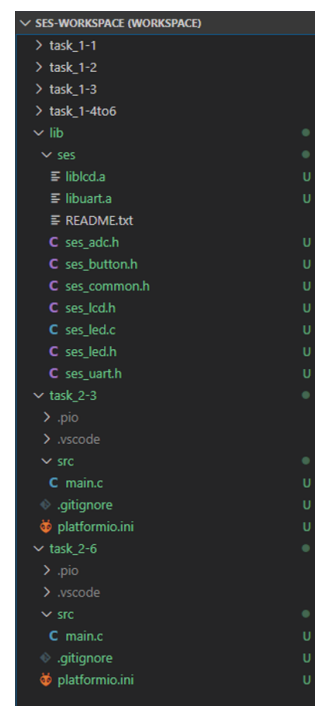 SES-WORKSPACE (WORKSPACE)
task_1-1
task_1-2
task_1-3
task_1-4to6
lib
ses
liblcd.a U
libuart.a U
README.txt
C ses_adc.h U
C ses_button.h U
C ses_common.h U
C ses_lcd.h U
C ses_led.c U
C ses_led.h U
C ses_uart.h U
task_2-3
.pio
.vscode
src
C main.c U
.gitignore U
platformio.ini U
task_2-6
.pio
.vscode
src
C main.c U
.gitignore U
platformio.ini U